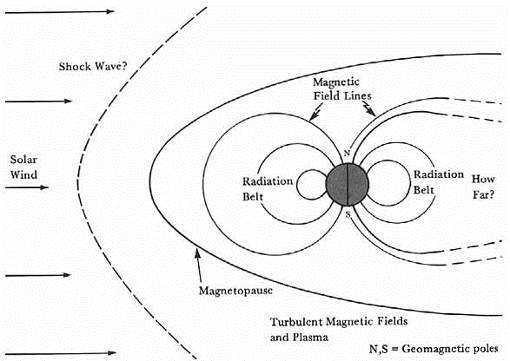 Shock Wave?
Magnetic
Field Lines
N
Solar
Wind
Radiation
Belt
Radiation
Belt
How
Far?
S
Magnetopause
Turbulent Magnetic Fields
and Plasma
N,S = Geomagnetic poles